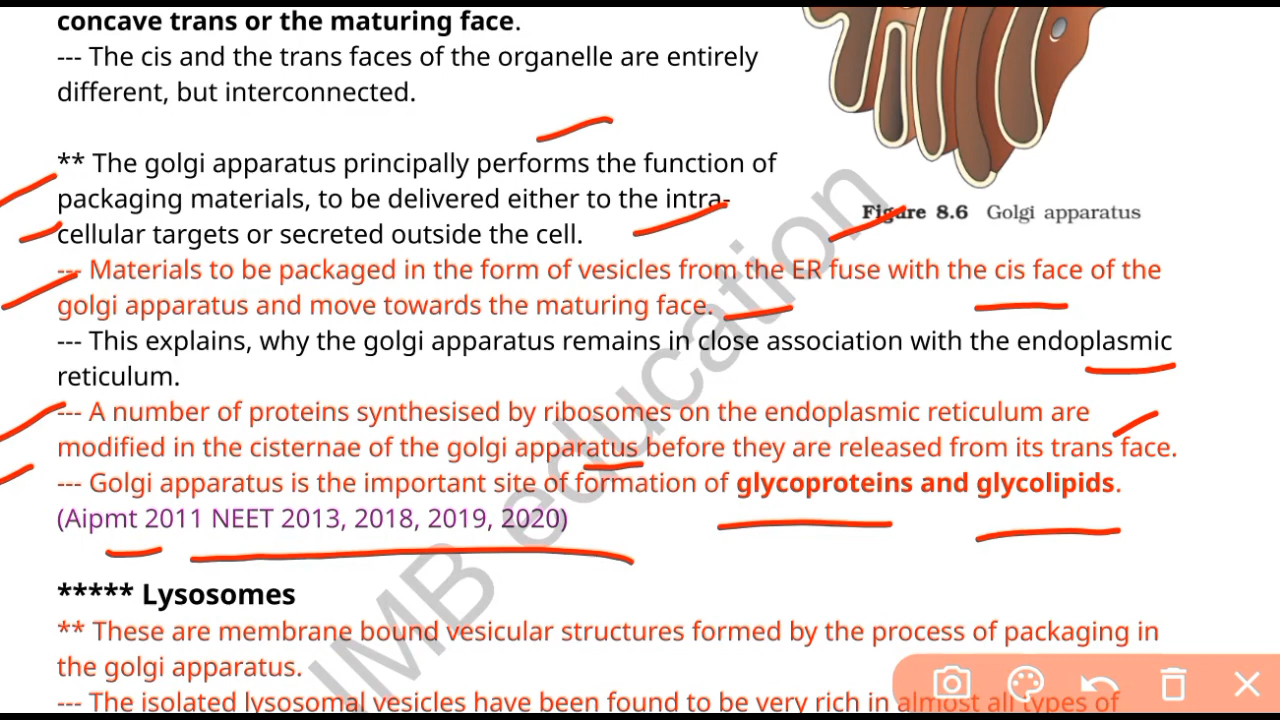 concave trans or the maturing face.
--- The cis and the trans faces of the organelle are entirely
different, but interconnected.
** The golgi apparatus principally performs the function of
packaging materials, to be delivered either to the intra-
cellular targets or secreted outside the cell.
Figure 8.6 Golgi apparatus
--- Materials to be packaged in the form of vesicles from the ER fuse with the cis face of the
golgi apparatus and move towards the maturing face.
--- This explains, why the golgi apparatus remains in close association with the endoplasmic
reticulum.
--- A number of proteins synthesised by ribosomes on the endoplasmic reticulum are
modified in the cisternae of the golgi apparatus before they are released from its trans face.
--- Golgi apparatus is the important site of formation of glycoproteins and glycolipids.
(Aipmt 2011 NEET 2013, 2018, 2019, 2020)
***** Lysosomes
** These are membrane bound vesicular structures formed by the process of packaging in
the golgi apparatus.
--- The isolated lysosomal vesicles have been found to be very rich in almost all types of
IMB education